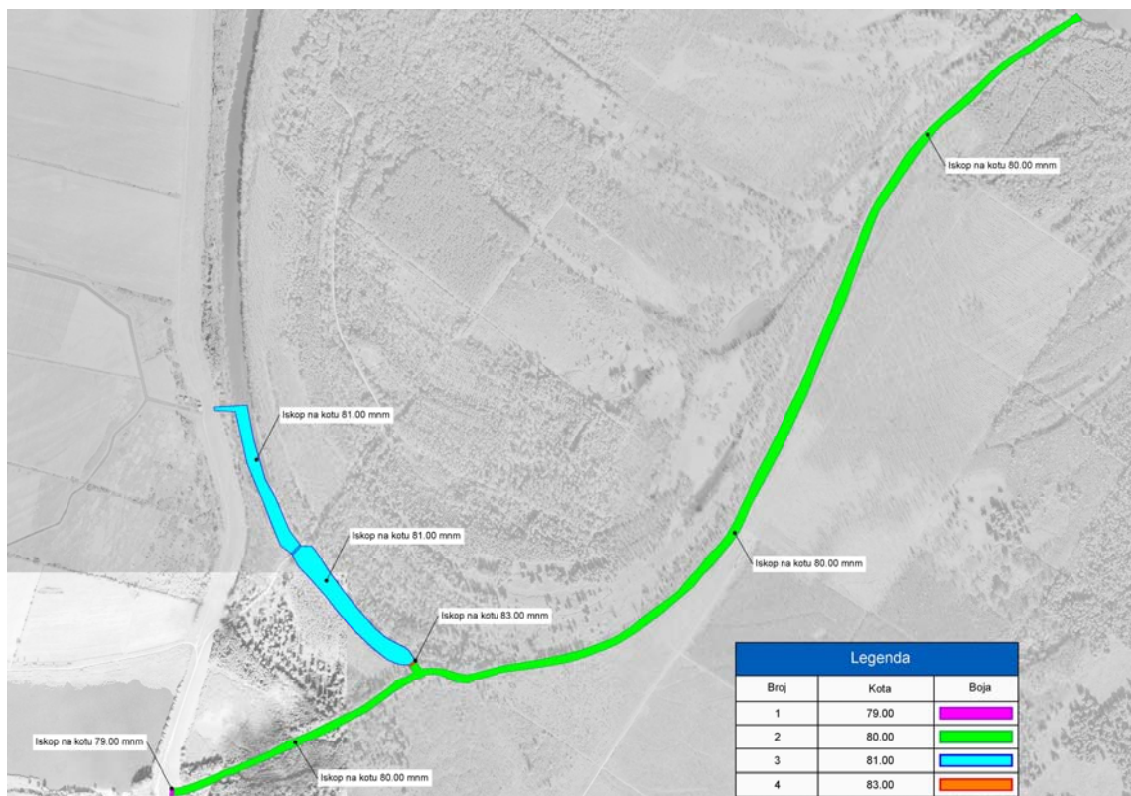 Iskop na kotu 80.00 mnm
Iskop na kotu 81.00 mnm
Iskop na kotu 81.00 mnm
Iskop na kotu 80.00 mnm
Iskop na kotu 83.00 mnm
Iskop na kotu 79.00 mnm
Iskop na kotu 80.00 mnm
Legenda
Broj Kota Boja
1 79.00
2 80.00
3 81.00
4 83.00